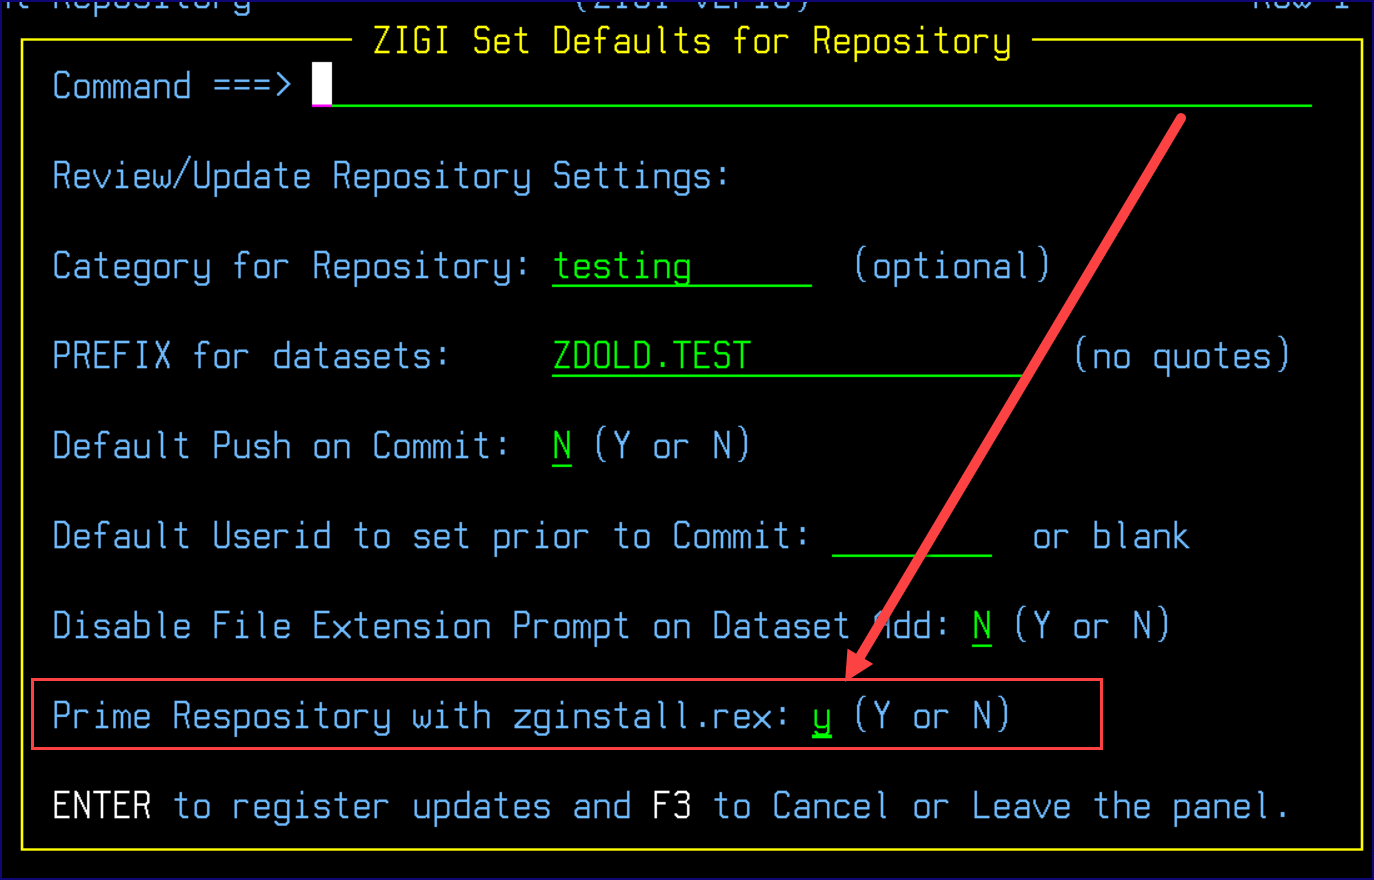 Repository
ZIGI Set Defaults for Repository
Command ===>
Review/Update Repository Settings:
Category for Repository: testing (optional)
PREFIX for datasets: ZDOLD.TEST (no quotes)
Default Push on Commit: N (Y or N)
Default Userid to set prior to Commit: or blank
Disable File Extension Prompt on Dataset Add: N (Y or N)
Prime Respository with zginstall.rex: y (Y or N)
ENTER to register updates and F3 to Cancel or Leave the panel.